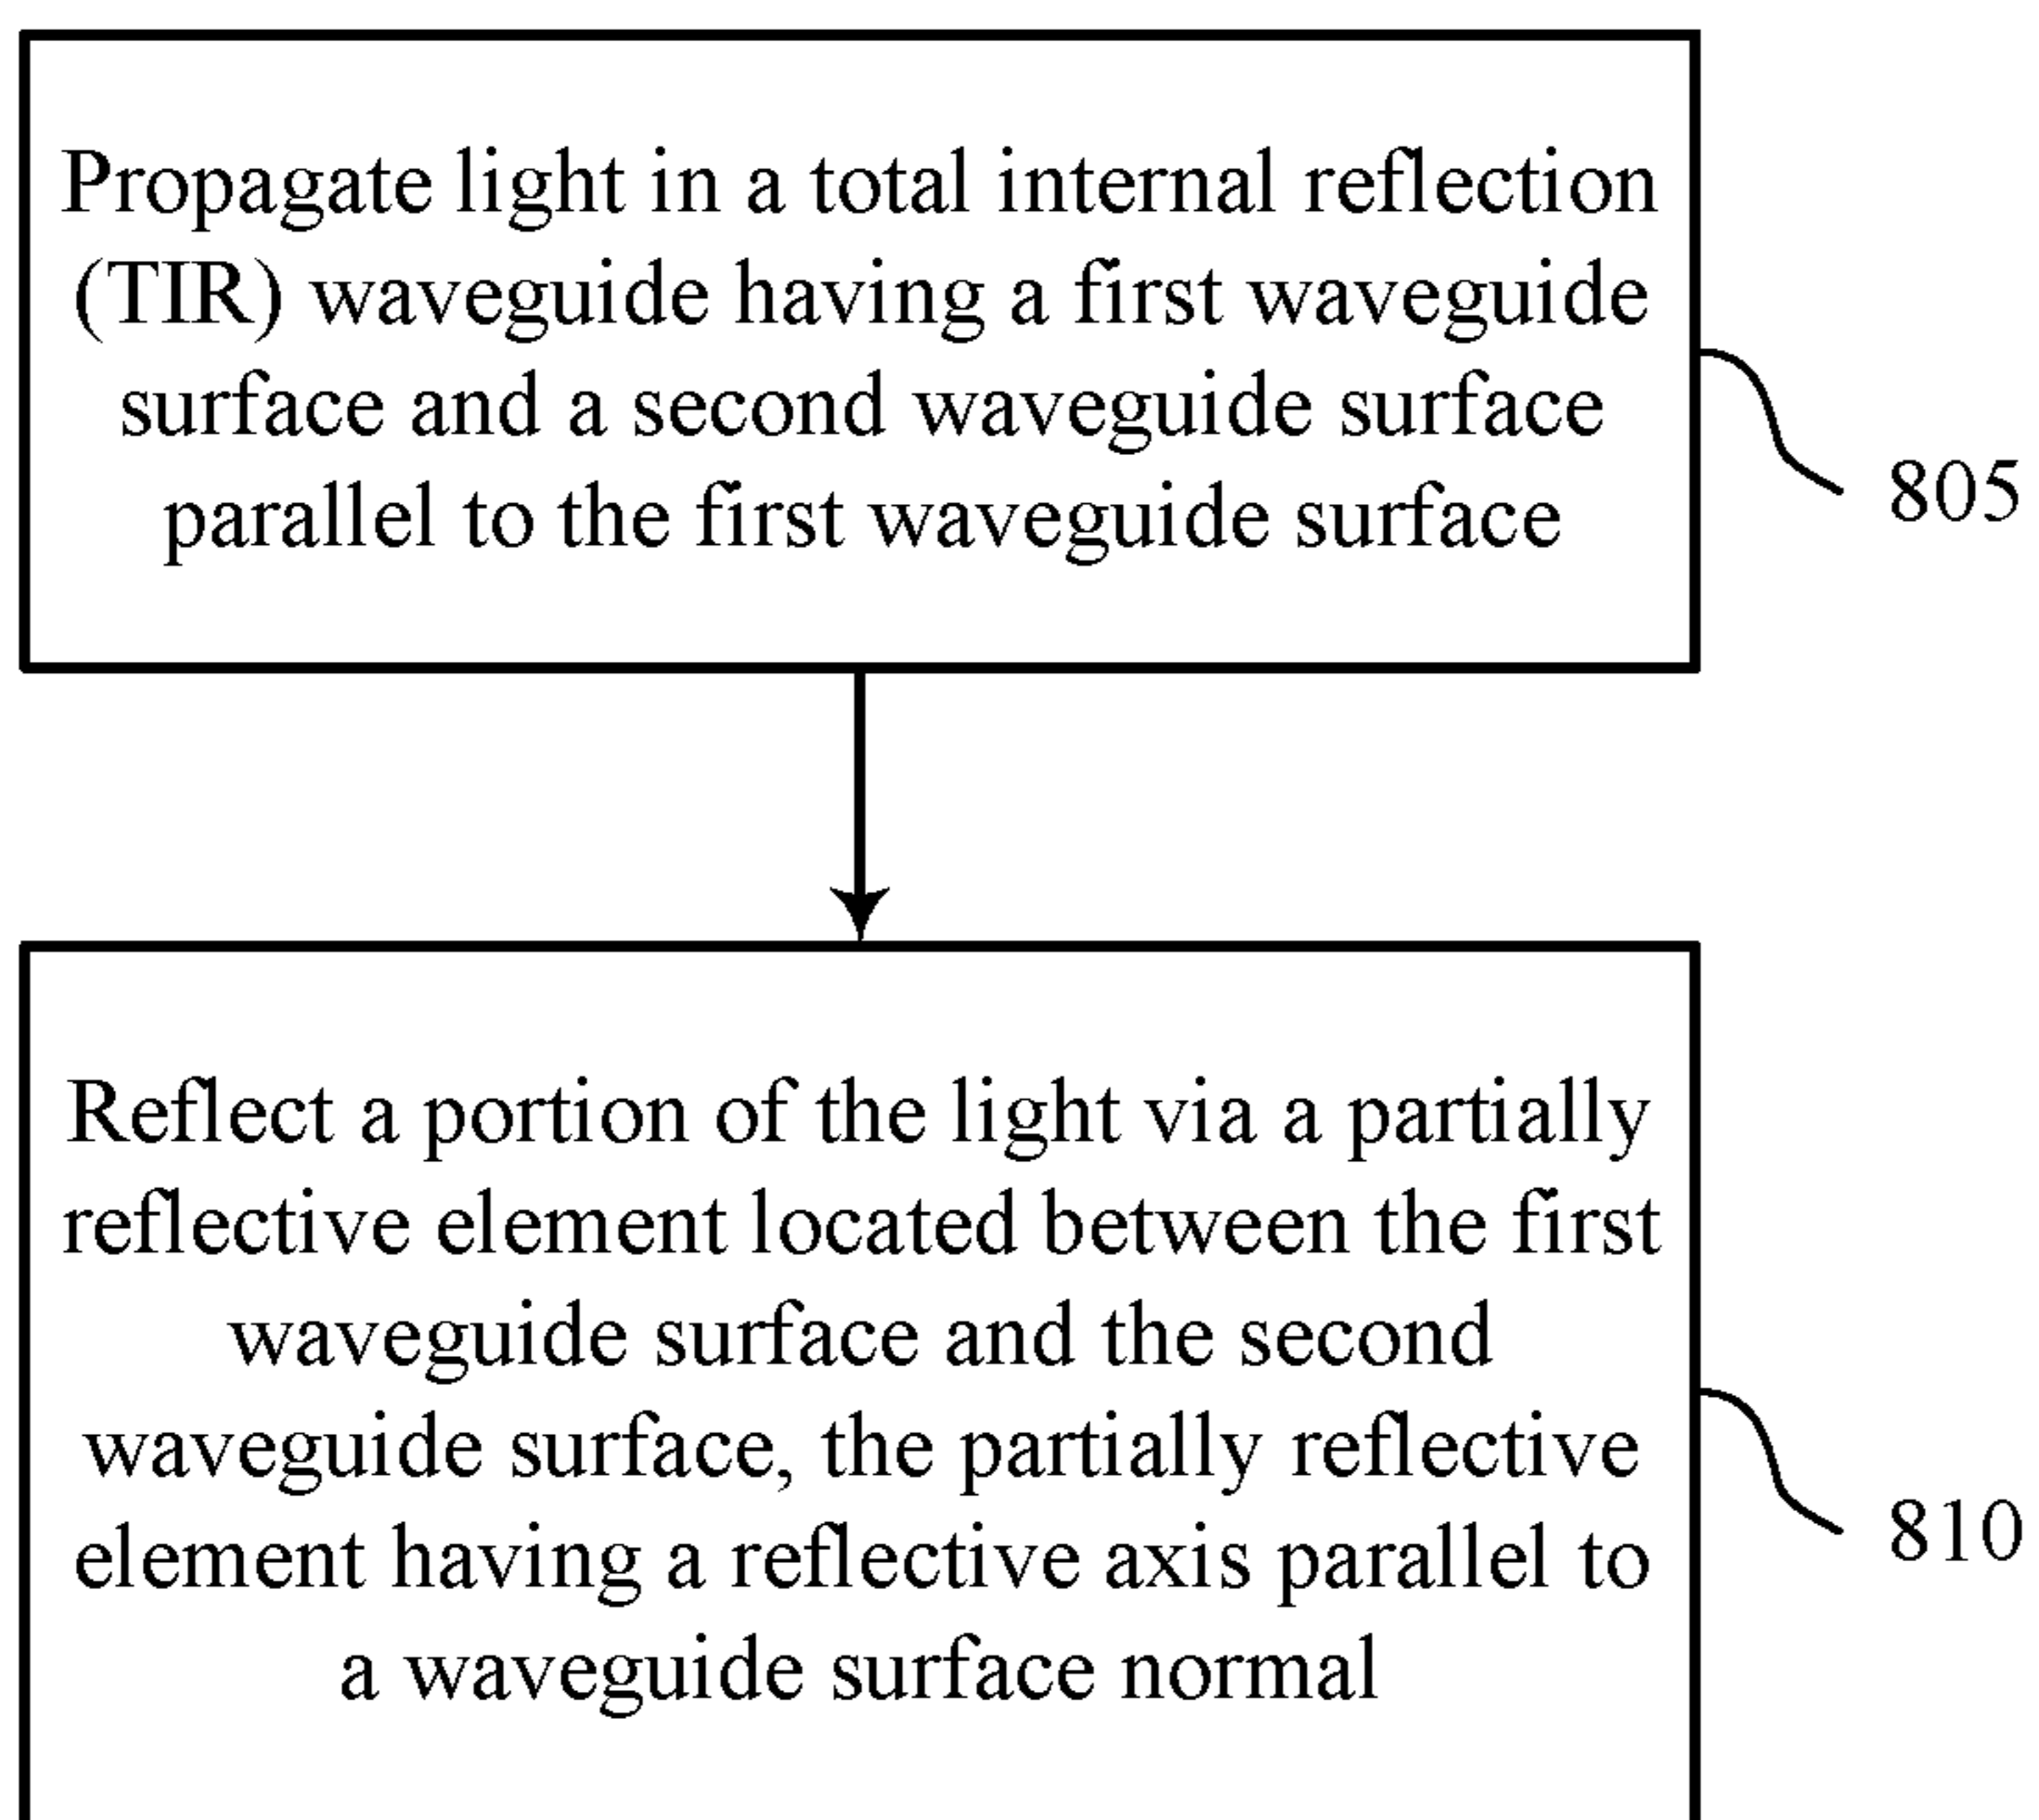 Propagate light in a total internal reflection
(TIR) waveguide having a first waveguide
surface and a second waveguide surface
parallel to the first waveguide surface
805
Reflect a portion of the light via a partially
reflective element located between the first
waveguide surface and the second
waveguide surface, the partially reflective
element having a reflective axis parallel to
a waveguide surface normal
810